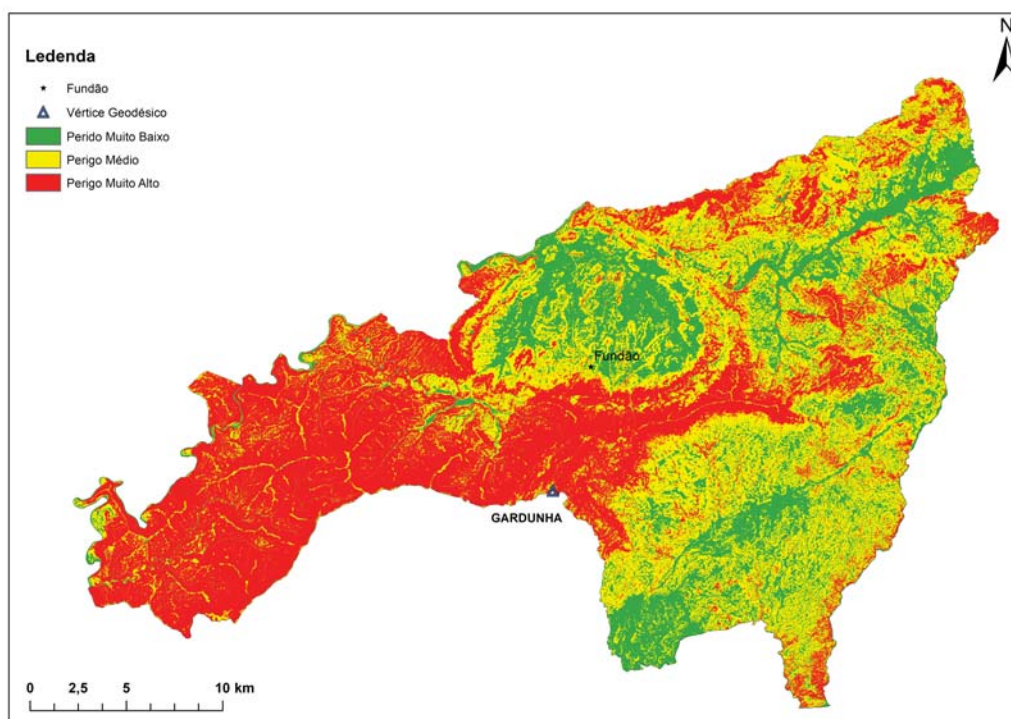 N
Ledenda
Fundão
Vértice Geodésico
Perido Muito Baixo
Perigo Médio
Perigo Muito Alto
Fundão
GARDUNHA
0 2,5 5 10 km